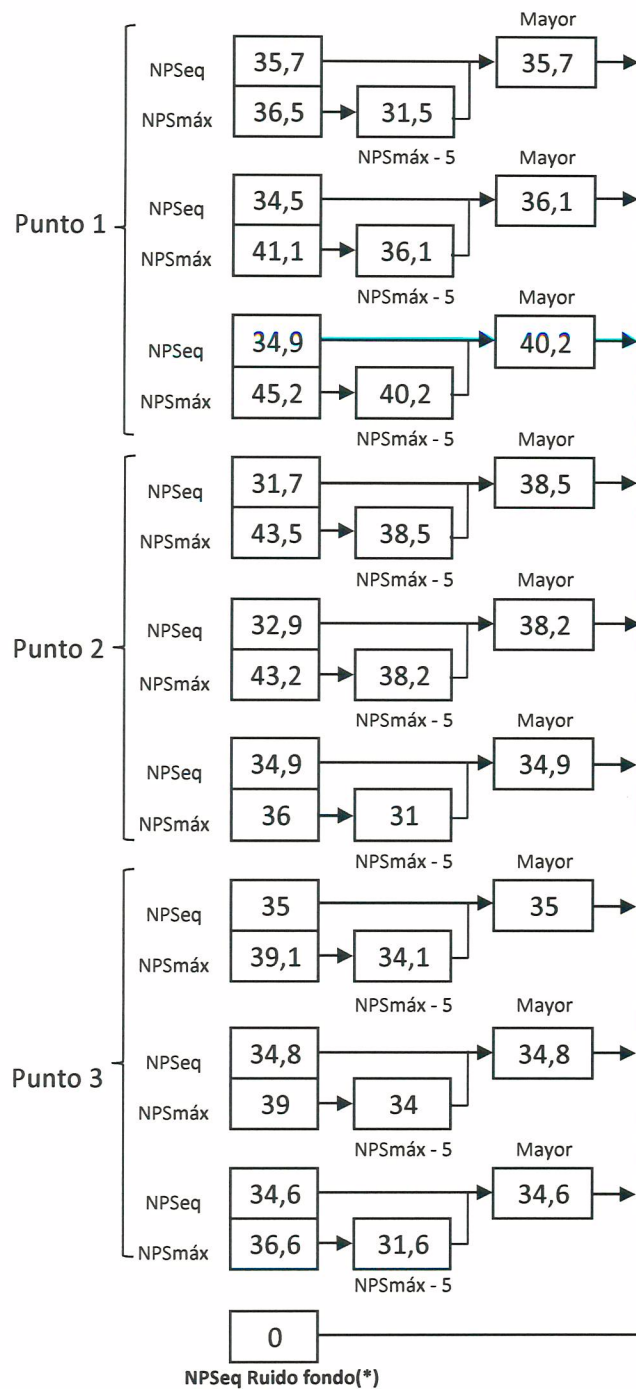 Mayor
NPSeq 35,7 35,7
NPSmáx 36,5 31,5
NPSmáx - 5 Mayor
NPSeq 34,5 36,1
Punto 1
NPSmáx 41,1 36,1
NPSmáx - 5 Mayor
NPSeq 34,9 40,2
NPSmáx 45,2 40,2
NPSmáx - 5 Mayor
NPSeq 31,7 38,5
NPSmáx 43,5 38,5
NPSmáx - 5 Mayor
NPSeq 32,9 38,2
Punto 2
NPSmáx 43,2 38,2
NPSmáx - 5 Mayor
NPSeq 34,9 34,9
NPSmáx 36 31
NPSmáx - 5 Mayor
NPSeq 35 35
NPSmáx 39,1 34,1
NPSmáx - 5 Mayor
NPSeq 34,8 34,8
Punto 3
NPSmáx 39 34
NPSmáx - 5 Mayor
NPSeq 34,6 34,6
NPSmáx 36,6 31,6
NPSmáx - 5
0
NPSeq Ruido fondo(*)